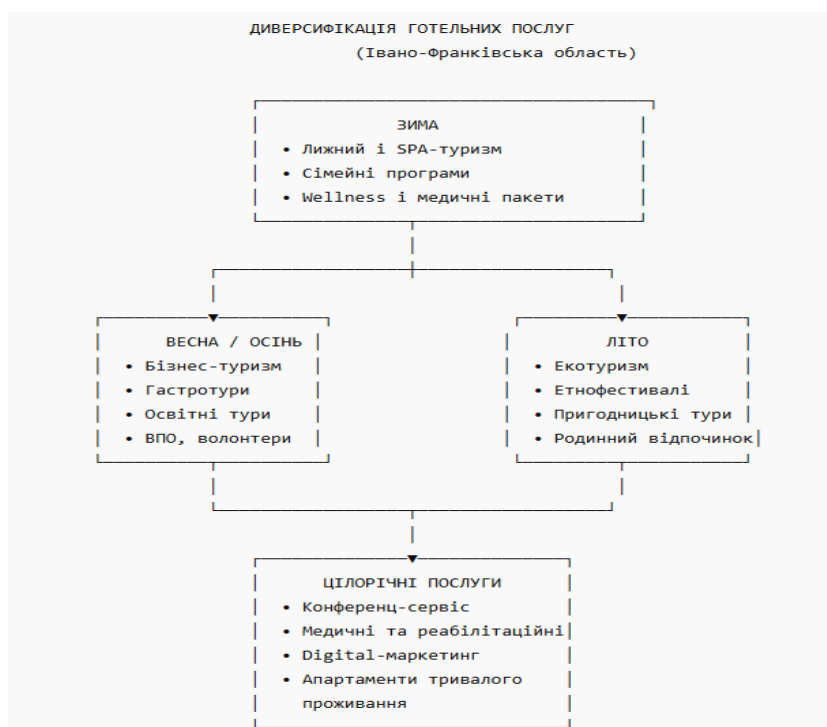 ДИВЕРСИФІКАЦІЯ ГОТЕЛЬНИХ ПОСЛУГ
(Івано-Франківська область)
ЗИМА
• Лижний і SPA-туризм
• Сімейні програми
• Wellness і медичні пакети
ВЕСНА / ОСІНЬ
• Бізнес-туризм
• Гастротури
• Освітні тури
• ВПО, волонтери
ЛІТО
• Екотуризм
• Етнофестивалі
• Пригодницькі тури
• Родинний відпочинок
ЦІЛОРІЧНІ ПОСЛУГИ
• Конференц-сервіс
• Медичні та реабілітаційні
• Digital-маркетинг
• Апартаменти тривалого
проживання